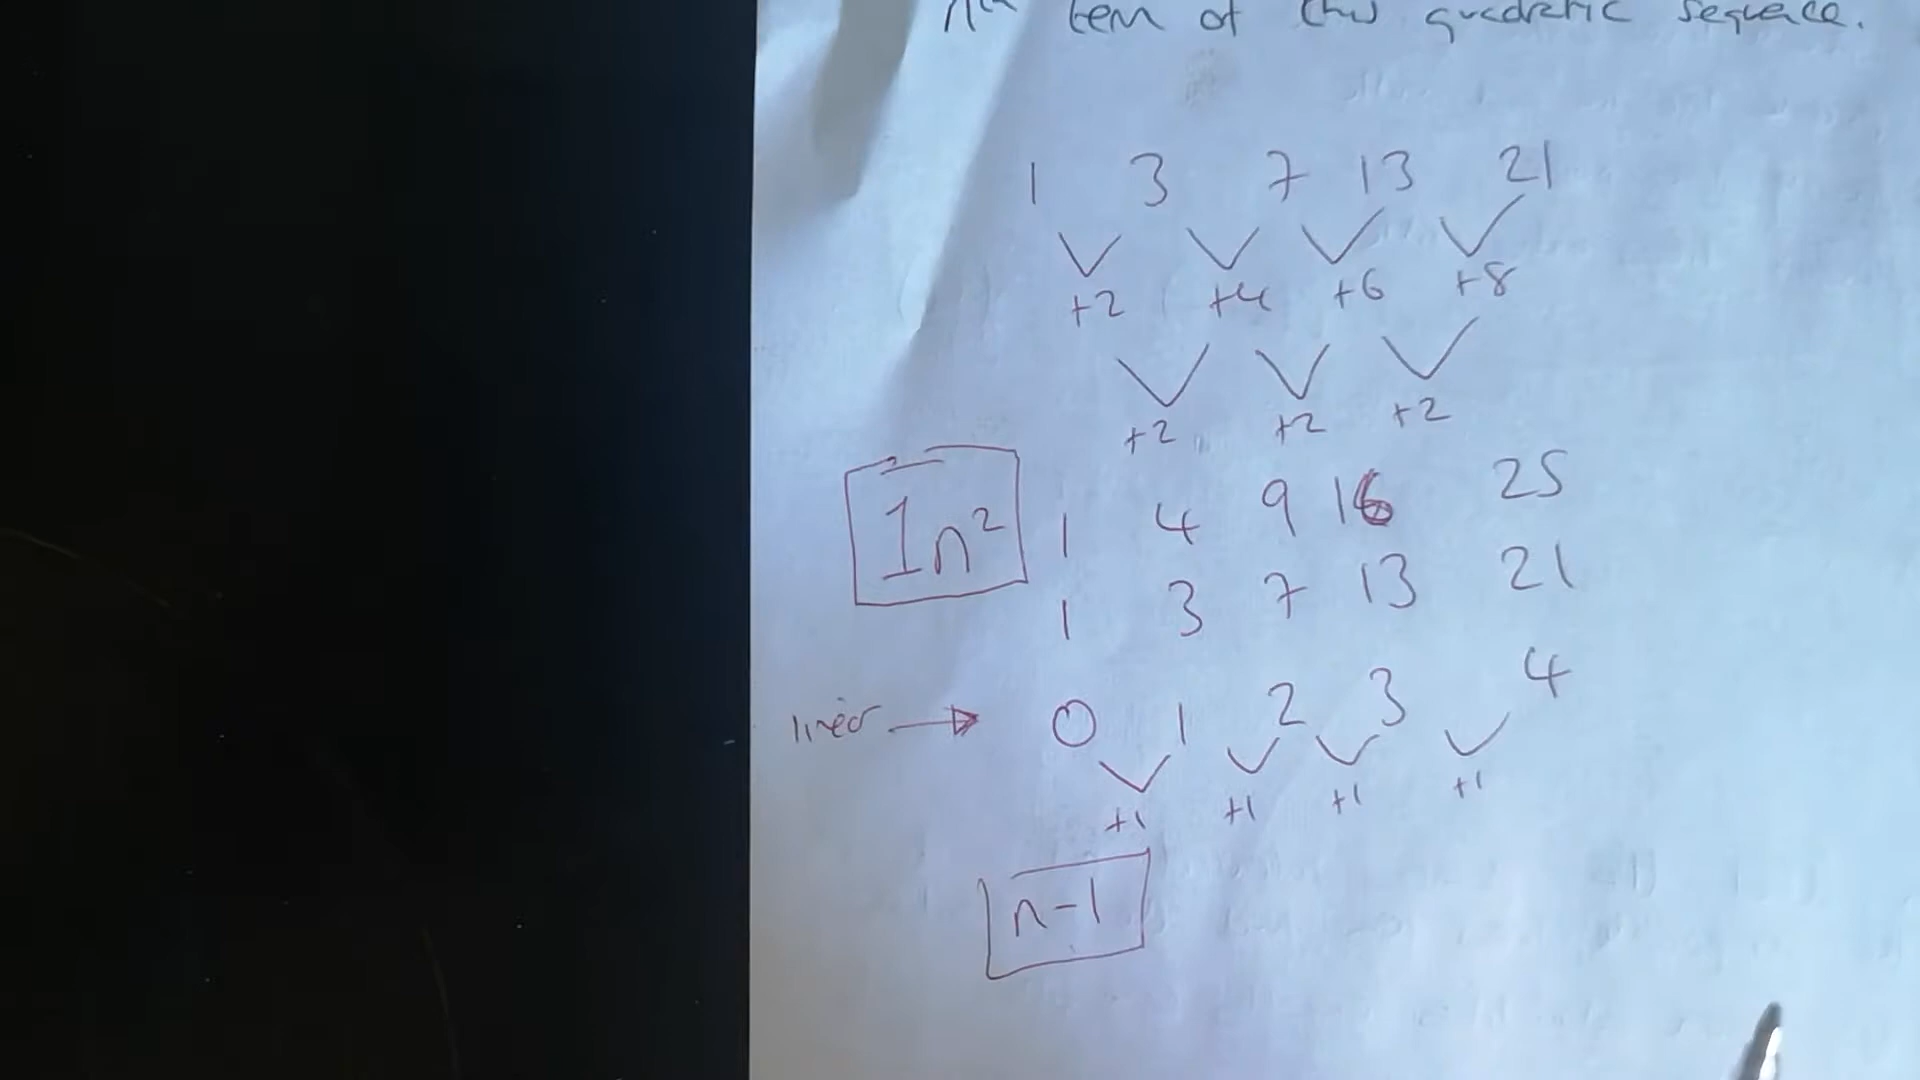 nth term of this quadratic sequence.
1 3 7 13 21
+2 +4 +6 +8
+2 +2 +2
1n² 1 4 9 16 25
1 3 7 13 21
linear → 0 1 2 3 4
+1 +1 +1 +1
n-1